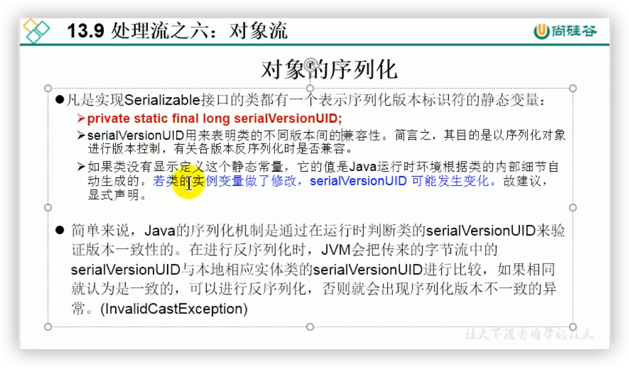 13.9 处理流之六：对象流
尚硅谷
对象的序列化
●凡是实现Serializable接口的类都有一个表示序列化版本标识符的静态变量：
➢private static final long serialVersionUID;
➢serialVersionUID用来表明类的不同版本间的兼容性。简言之，其目的是以序列化对象
进行版本控制，有关各版本反序列化时是否兼容。
➢如果类没有显示定义这个静态常量，它的值是Java运行时环境根据类的内部细节自
动生成的。若类的实例变量做了修改，serialVersionUID 可能发生变化。故建议，
显式声明。
● 简单来说，Java的序列化机制是通过在运行时判断类的serialVersionUID来验
证版本一致性的。在进行反序列化时，JVM会把传来的字节流中的
serialVersionUID与本地相应实体类的serialVersionUID进行比较，如果相同
就认为是一致的，可以进行反序列化，否则就会出现序列化版本不一致的异
常。(InvalidCastException)
让天下没有难学的技术